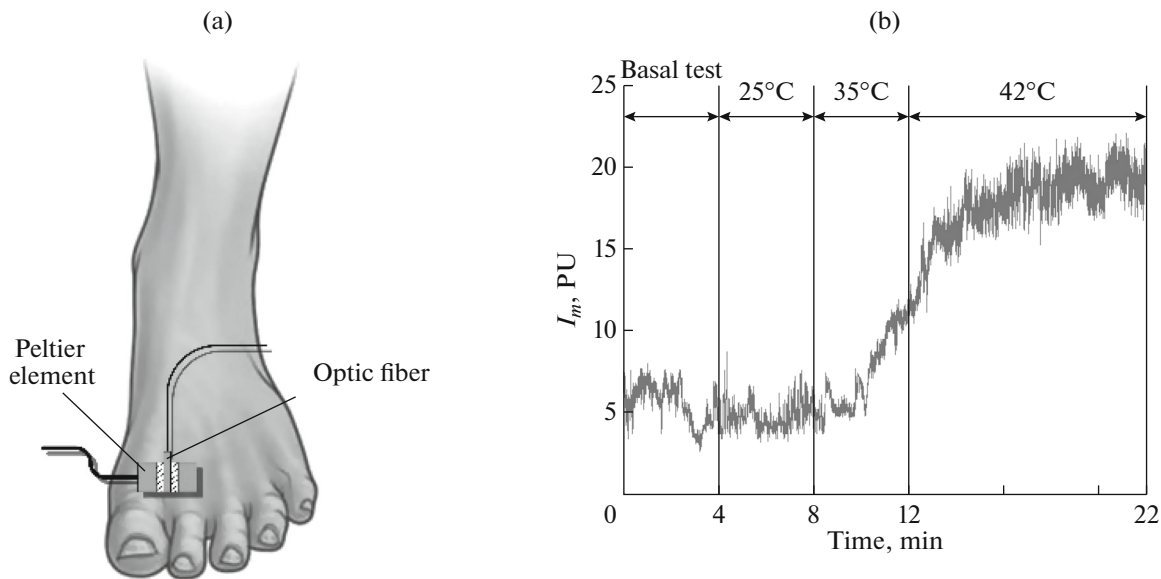 (a)
Peltier
element
Optic fiber
(b)
Basal test
25°C
35°C
42°C
25
20
15
10
5
0
4
8
12
22
I_m, PU
Time, min